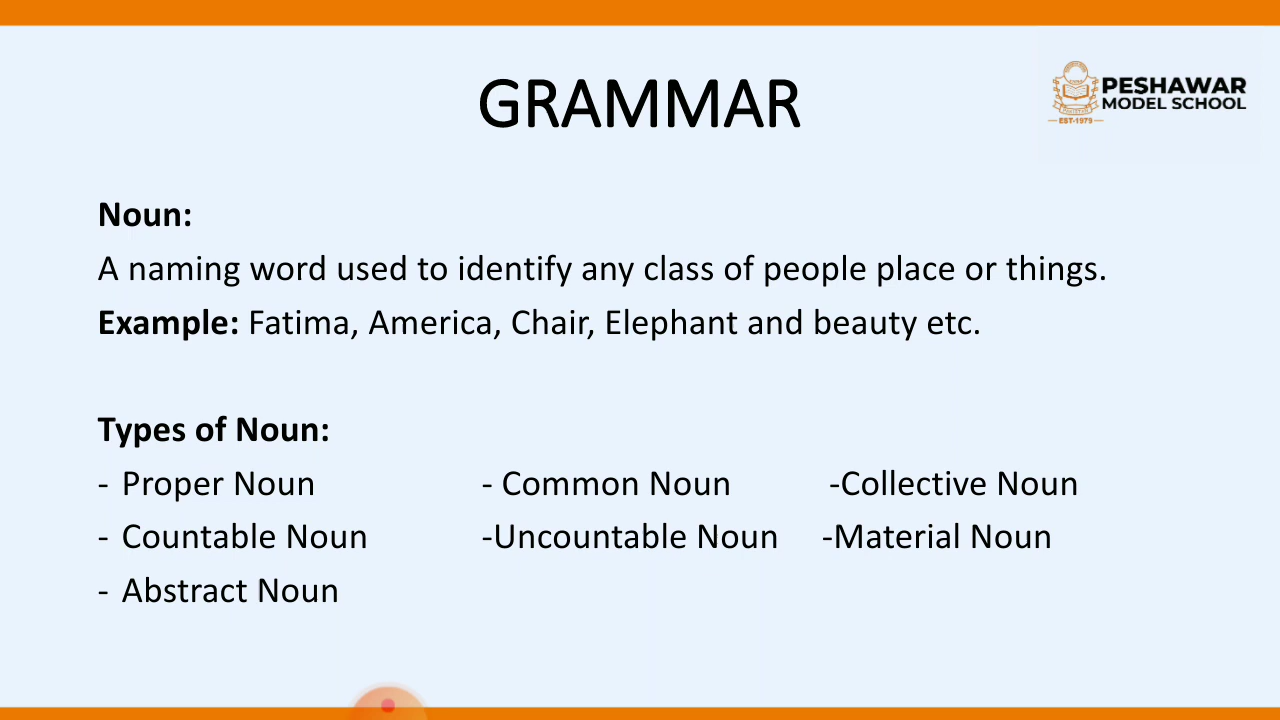 GRAMMAR
PESHAWAR
MODEL SCHOOL
EST-1979
Noun:
A naming word used to identify any class of people place or things.
Example: Fatima, America, Chair, Elephant and beauty etc.
Types of Noun:
- Proper Noun - Common Noun -Collective Noun
- Countable Noun -Uncountable Noun -Material Noun
- Abstract Noun